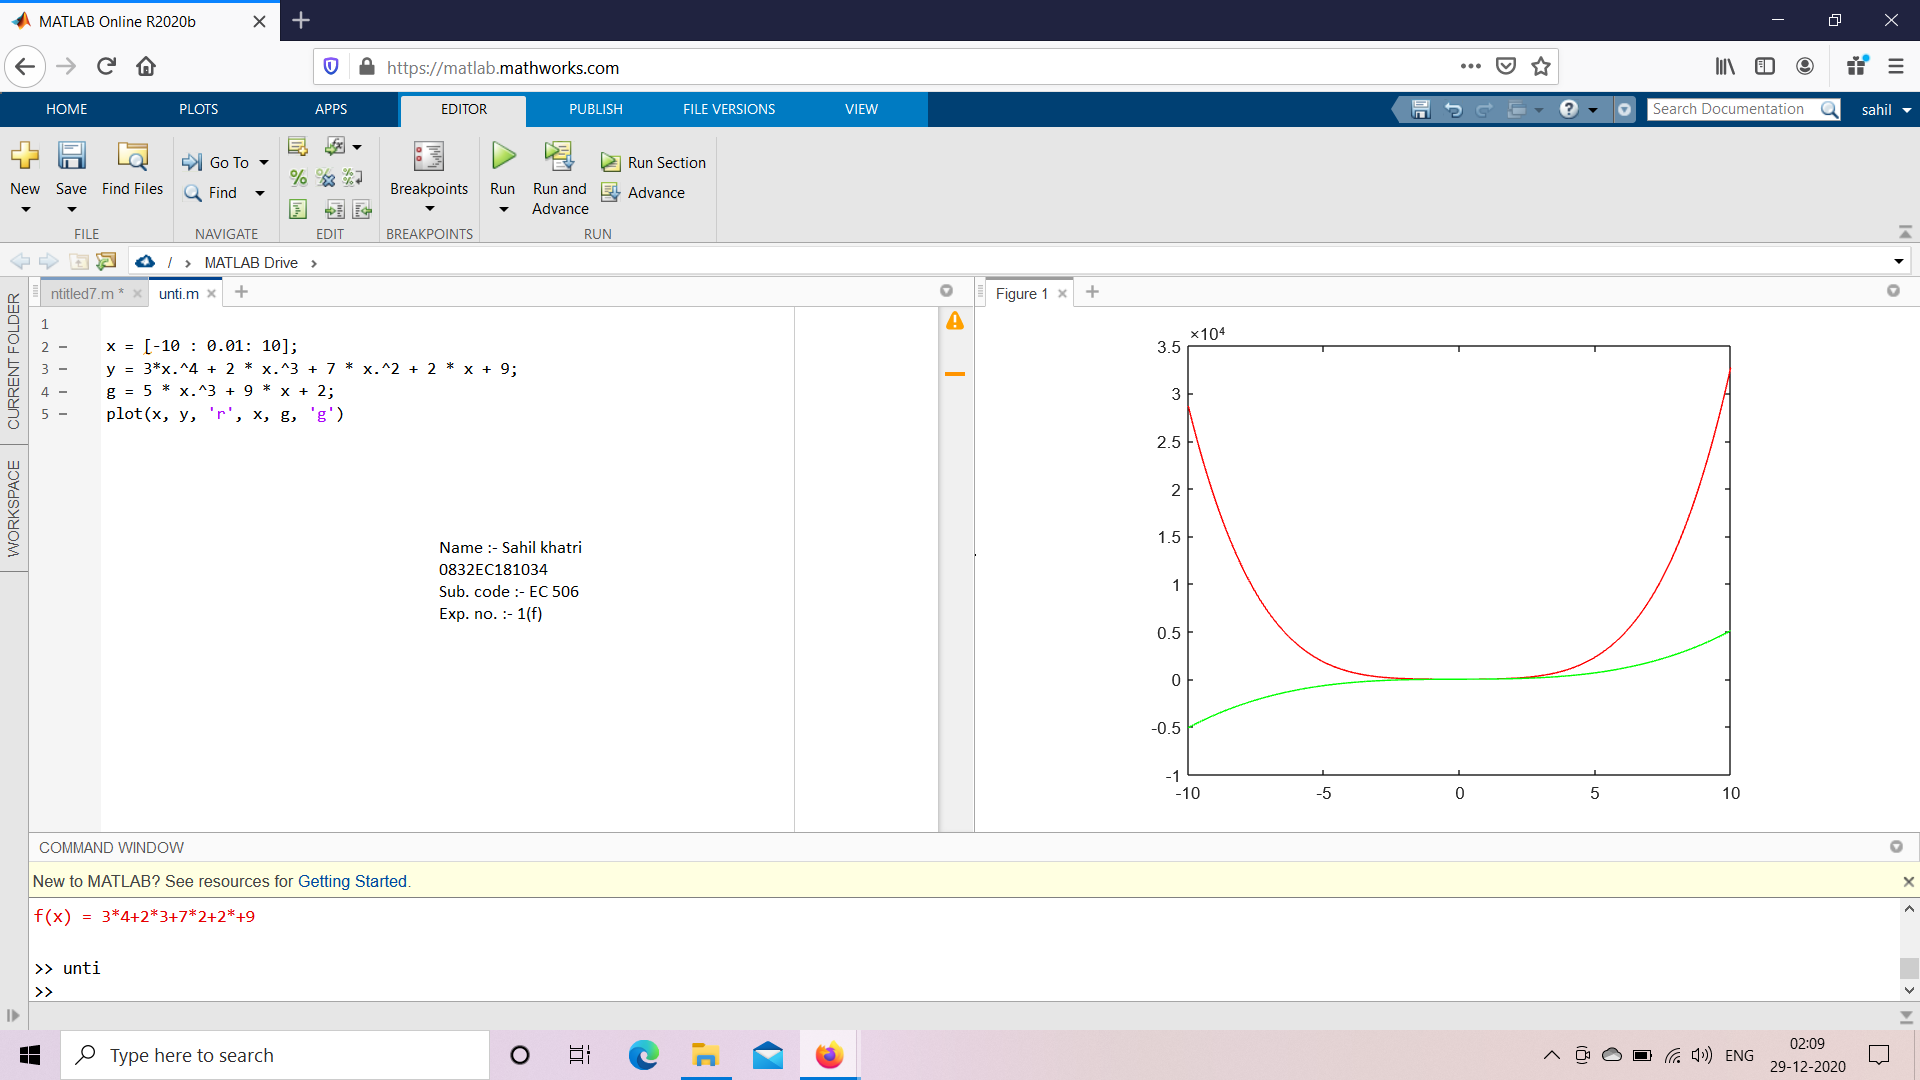 MATLAB Online R2020b
https://matlab.mathworks.com
HOME PLOTS APPS EDITOR PUBLISH FILE VERSIONS VIEW
Search Documentation
sahil
New Save Find Files
Go To
Find
Breakpoints
Run
Run and Advance
Run Section
Advance
FILE NAVIGATE EDIT BREAKPOINTS RUN
/ › MATLAB Drive ›
CURRENT FOLDER
WORKSPACE
ntitled7.m * unti.m
1
2 – x = [-10 : 0.01: 10];
3 – y = 3*x.^4 + 2 * x.^3 + 7 * x.^2 + 2 * x + 9;
4 – g = 5 * x.^3 + 9 * x + 2;
5 – plot(x, y, 'r', x, g, 'g')
Name :- Sahil khatri
0832EC181034
Sub. code :- EC 506
Exp. no. :- 1(f)
Figure 1
×10⁴
3.5
3
2.5
2
1.5
1
0.5
0
-0.5
-1
-10 -5 0 5 10
COMMAND WINDOW
New to MATLAB? See resources for Getting Started.
f(x) = 3*4+2*3+7*2+2*+9
>> unti
>>
Type here to search
ENG
02:09
29-12-2020